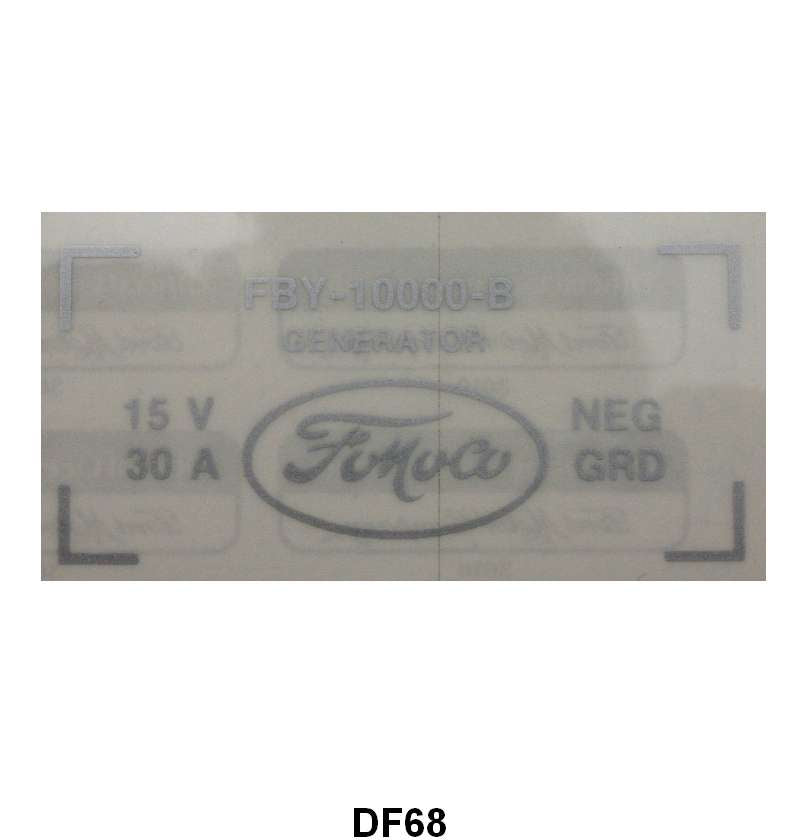 FBY-10000-B
GENERATOR
15 V
30 A
FoMoCo
NEG
GRD
DF68